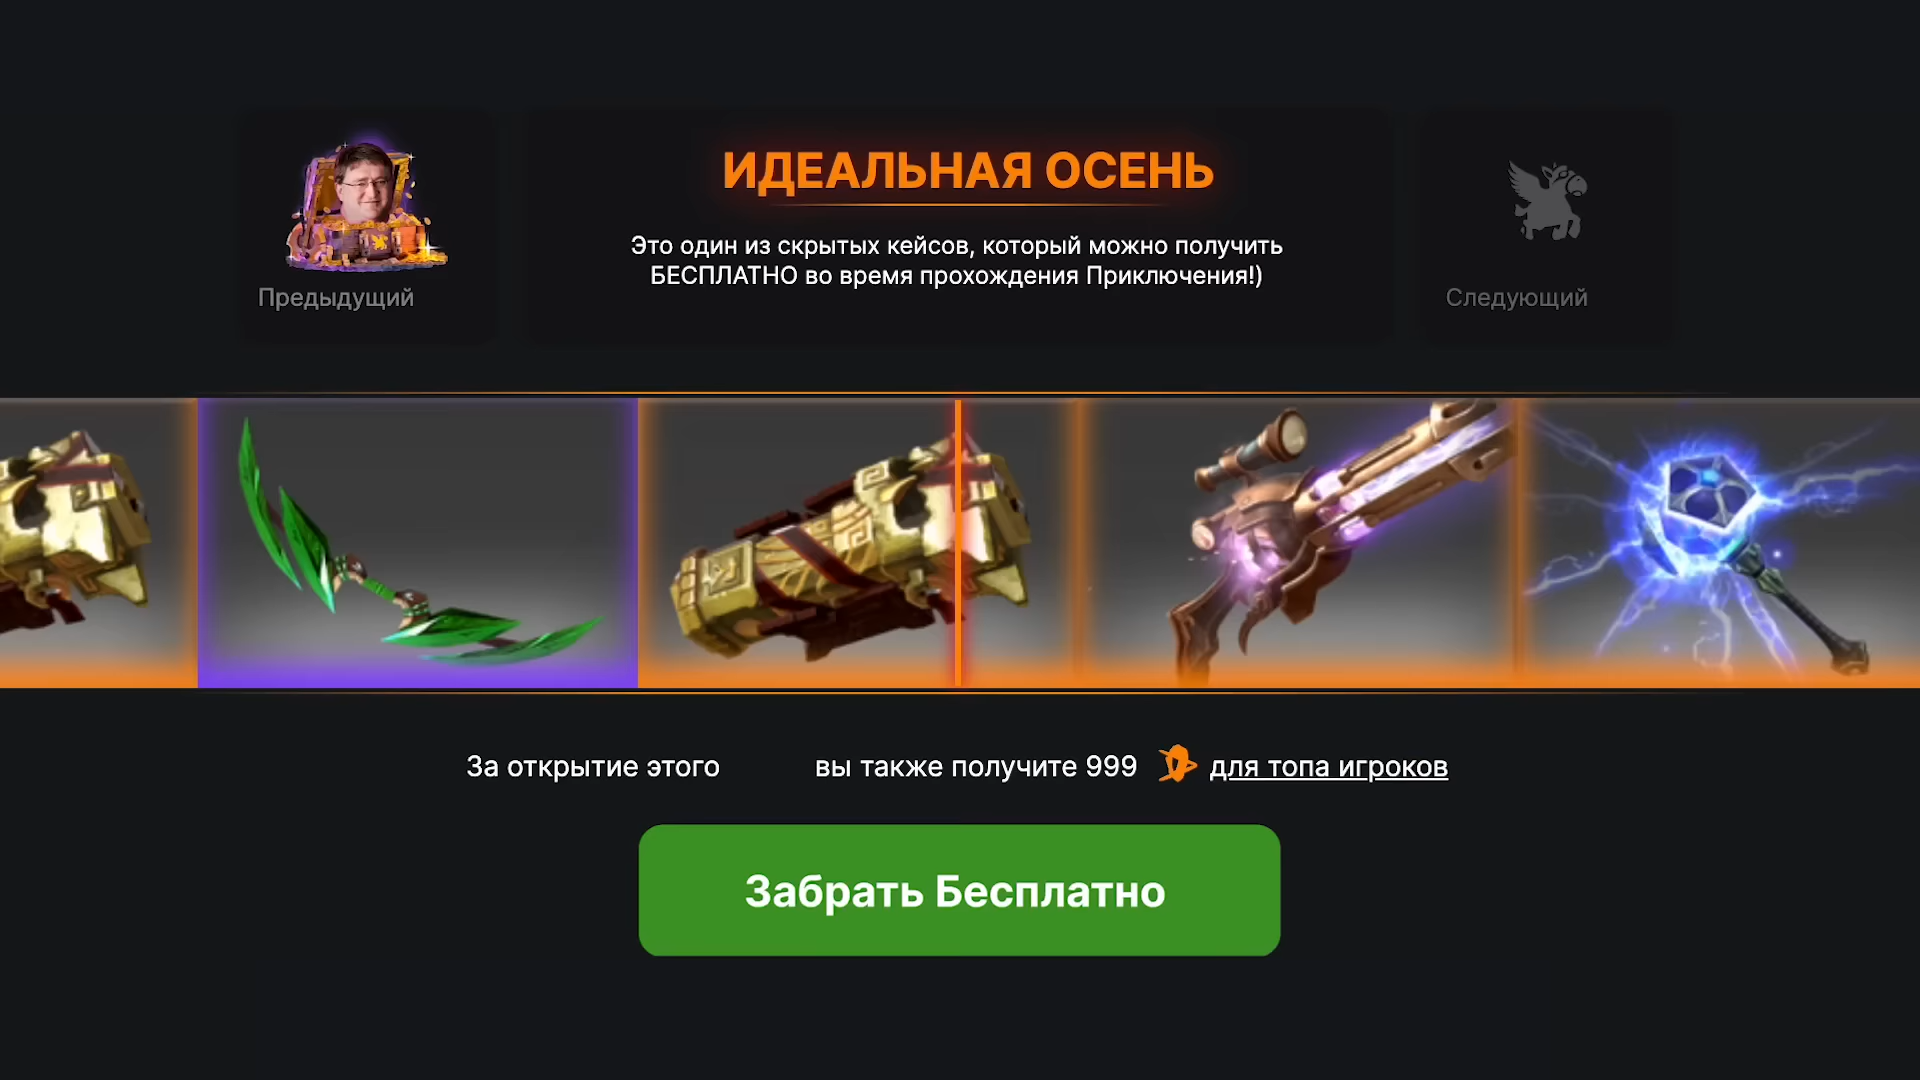 ИДЕАЛЬНАЯ ОСЕНЬ
Это один из скрытых кейсов, который можно получить
БЕСПЛАТНО во время прохождения Приключения!)
Предыдущий
Следующий
За открытие этого вы также получите 999 для топа игроков
Забрать Бесплатно